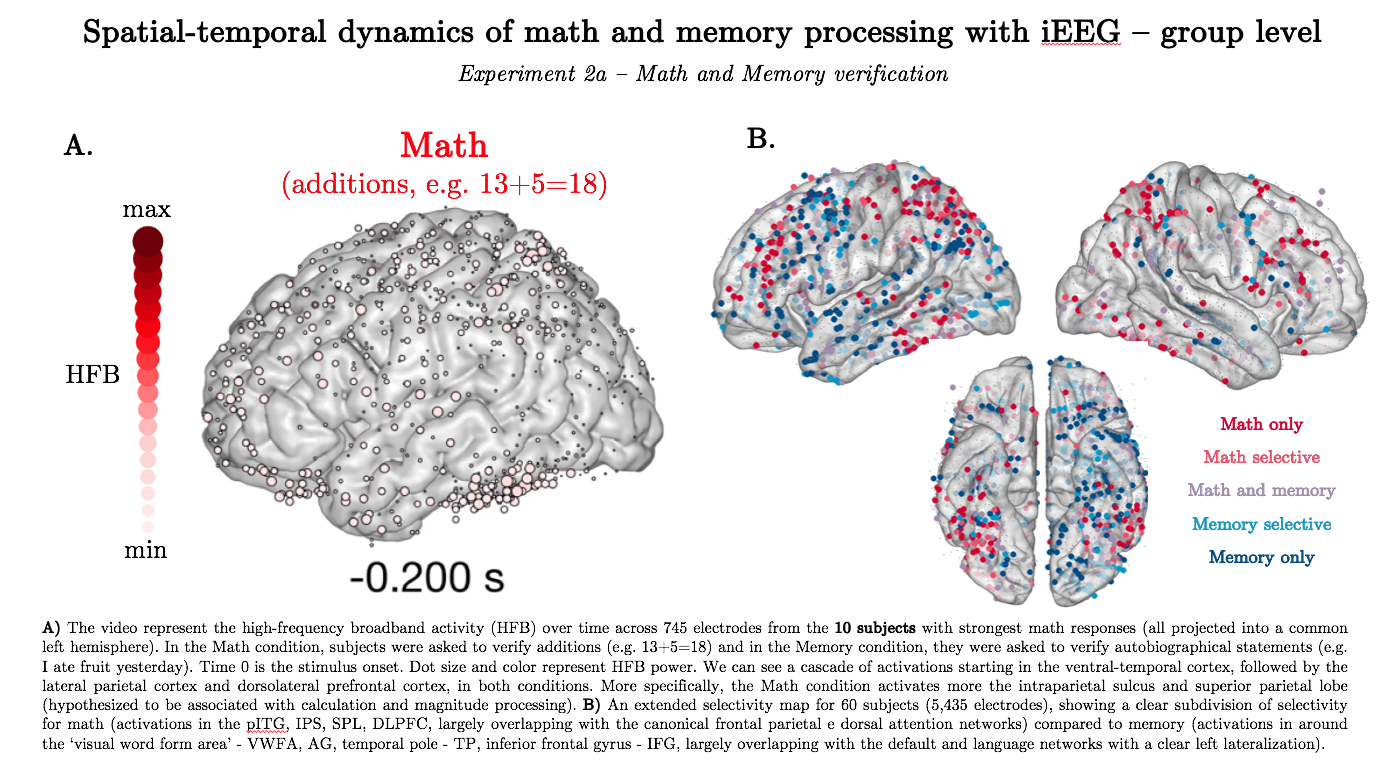 Spatial-temporal dynamics of math and memory processing with iEEG – group level
Experiment 2a – Math and Memory verification
A.
Math
(additions, e.g. 13+5=18)
max
HFB
min
-0.200 s
B.
Math only
Math selective
Math and memory
Memory selective
Memory only
A) The video represent the high-frequency broadband activity (HFB) over time across 745 electrodes from the 10 subjects with strongest math responses (all projected into a common
left hemisphere). In the Math condition, subjects were asked to verify additions (e.g. 13+5=18) and in the Memory condition, they were asked to verify autobiographical statements (e.g.
I ate fruit yesterday). Time 0 is the stimulus onset. Dot size and color represent HFB power. We can see a cascade of activations starting in the ventral-temporal cortex, followed by the
lateral parietal cortex and dorsolateral prefrontal cortex, in both conditions. More specifically, the Math condition activates more the intraparietal sulcus and superior parietal lobe
(hypothesized to be associated with calculation and magnitude processing). B) An extended selectivity map for 60 subjects (5,435 electrodes), showing a clear subdivision of selectivity
for math (activations in the pITG, IPS, SPL, DLPFC, largely overlapping with the canonical frontal parietal e dorsal attention networks) compared to memory (activations in around
the ‘visual word form area’ - VWFA, AG, temporal pole - TP, inferior frontal gyrus - IFG, largely overlapping with the default and language networks with a clear left lateralization).